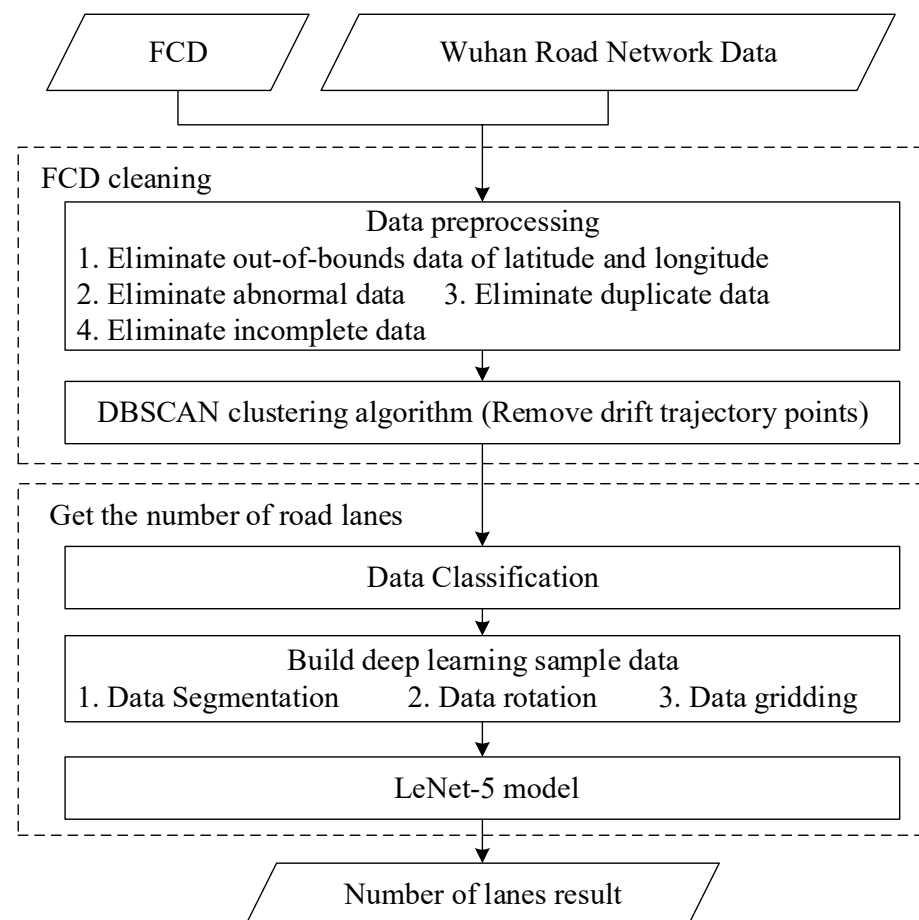 FCD
Wuhan Road Network Data
FCD cleaning
Data preprocessing
1. Eliminate out-of-bounds data of latitude and longitude
2. Eliminate abnormal data 3. Eliminate duplicate data
4. Eliminate incomplete data
DBSCAN clustering algorithm (Remove drift trajectory points)
Get the number of road lanes
Data Classification
Build deep learning sample data
1. Data Segmentation 2. Data rotation 3. Data gridding
LeNet-5 model
Number of lanes result